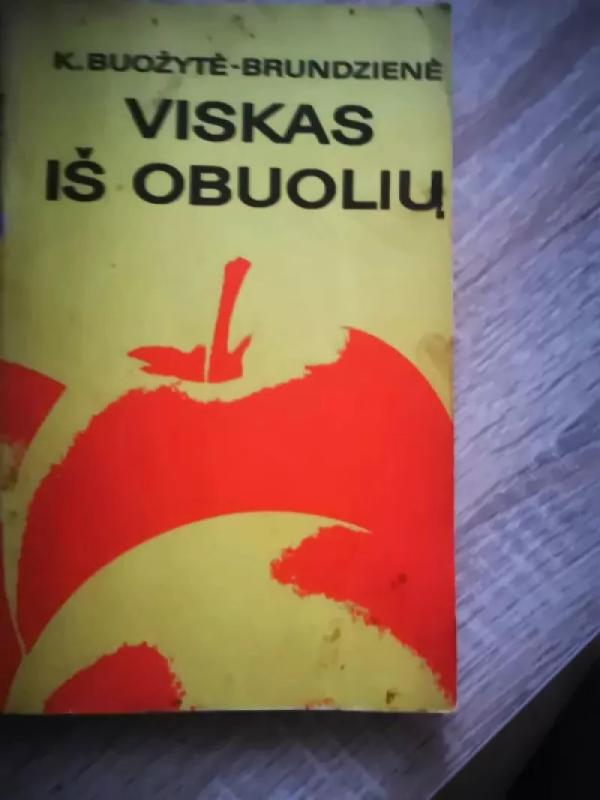 K. BUOŽYTĖ-BRUNDZIENĖ
VISKAS
IŠ OBUOLIŲ